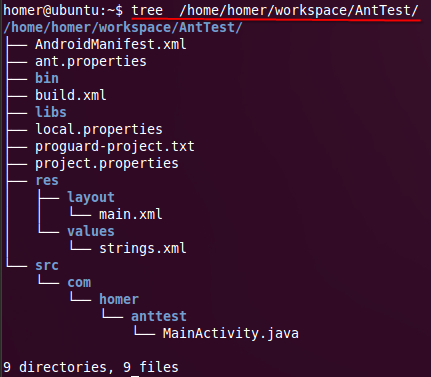 homer@ubuntu:~$ tree  /home/homer/workspace/AntTest/
/home/homer/workspace/AntTest/
├── AndroidManifest.xml
├── ant.properties
├── bin
├── build.xml
├── libs
├── local.properties
├── proguard-project.txt
├── project.properties
├── res
│   ├── layout
│   │   └── main.xml
│   └── values
│       └── strings.xml
└── src
    └── com
        └── homer
            └── anttest
                └── MainActivity.java
9 directories, 9 files